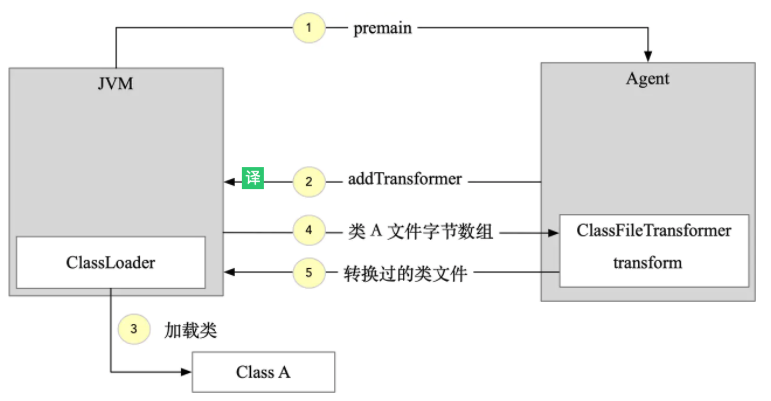 1 premain
JVM
Agent
译
2 addTransformer
4 类 A 文件字节数组
ClassFileTransformer
transform
ClassLoader
5 转换过的类文件
3 加载类
Class A